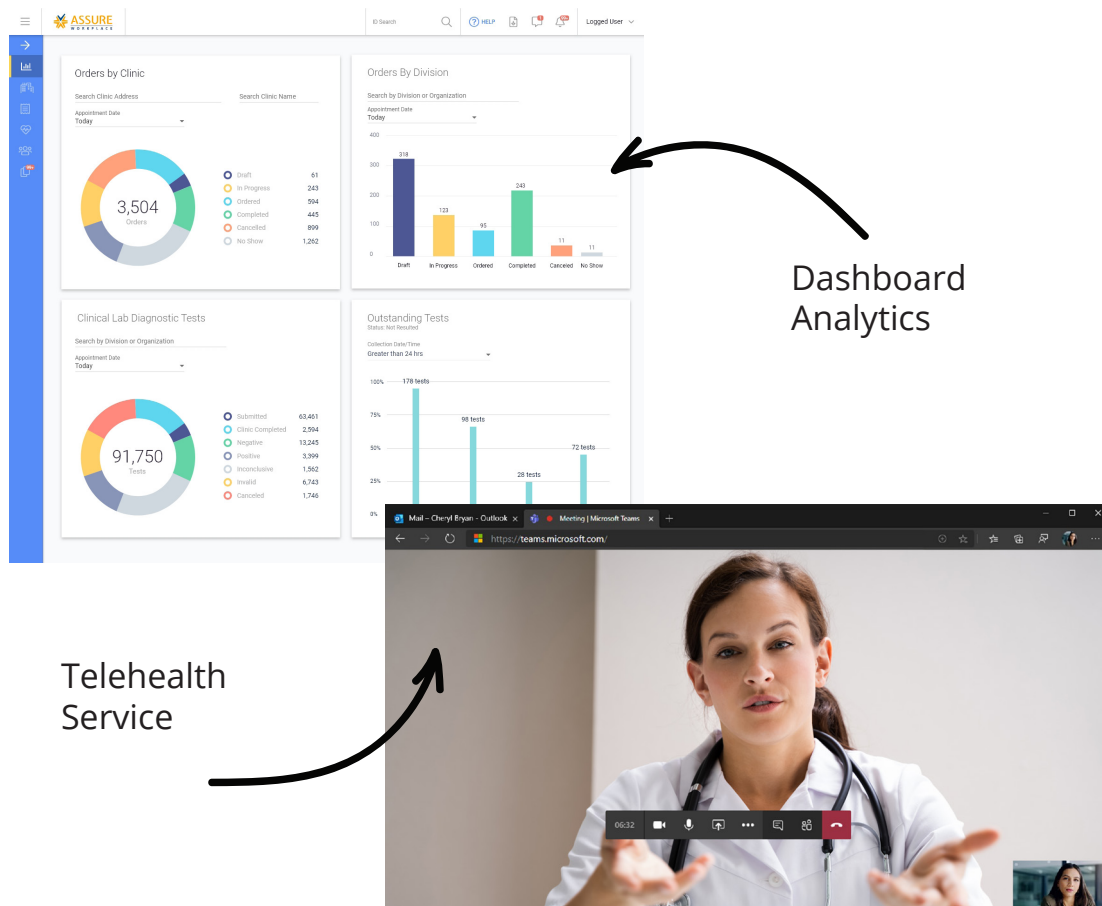 ASSURE
WORKPLACE
ID Search
? HELP
99+
Logged User
Orders by Clinic
Search Clinic Address
Search Clinic Name
Appointment Date
Today
3,504
Orders
Draft 61
In Progress 243
Ordered 594
Completed 445
Cancelled 899
No Show 1,262
Orders By Division
Search by Division or Organization
Appointment Date
Today
400
300
200
100
0
318
123
95
243
11
11
Draft In Progress Ordered Completed Canceled No Show
Dashboard
Analytics
Clinical Lab Diagnostic Tests
Search by Division or Organization
Appointment Date
Today
91,750
Tests
Submitted 63,461
Clinic Completed 2,594
Negative 13,245
Positive 3,399
Inconclusive 1,562
Invalid 6,743
Canceled 1,746
Outstanding Tests
Status: Not Resulted
Collection Date/Time
Greater than 24 hrs
100%
75%
50%
25%
0%
178 tests
98 tests
28 tests
72 tests
Mail – Cheryl Bryan - Outlook
Meeting | Microsoft Teams
https://teams.microsoft.com/
Telehealth
Service
06:32